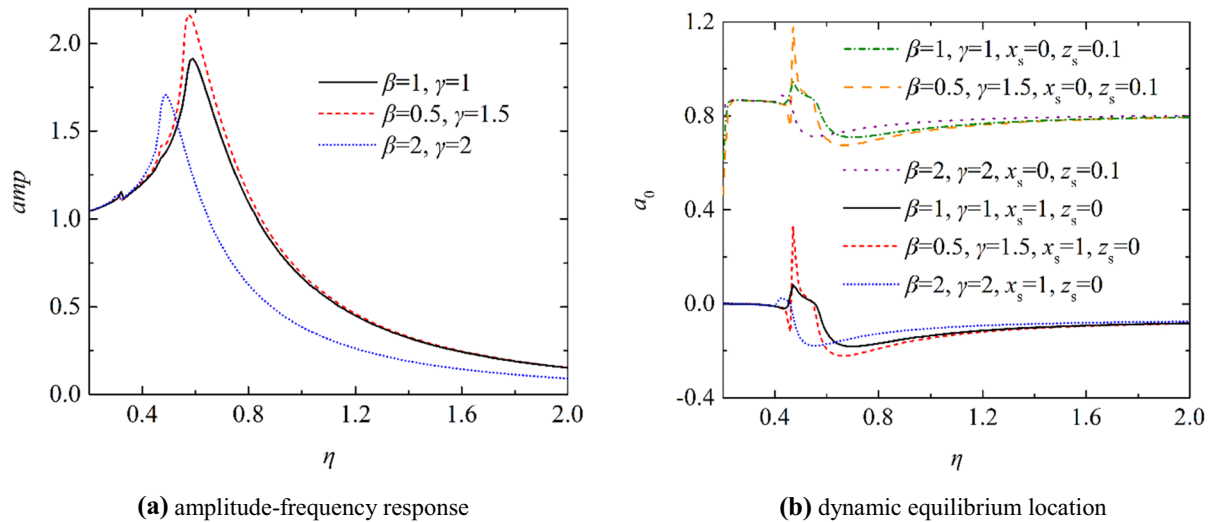 2.0
1.5
1.0
0.5
0.0
amp
0.4
0.8
1.2
1.6
2.0
η
β=1, γ=1
β=0.5, γ=1.5
β=2, γ=2
(a) amplitude-frequency response
1.2
0.8
0.4
0.0
-0.4
a₀
0.4
0.8
1.2
1.6
2.0
η
β=1, γ=1, xₛ=0, zₛ=0.1
β=0.5, γ=1.5, xₛ=0, zₛ=0.1
β=2, γ=2, xₛ=0, zₛ=0.1
β=1, γ=1, xₛ=1, zₛ=0
β=0.5, γ=1.5, xₛ=1, zₛ=0
β=2, γ=2, xₛ=1, zₛ=0
(b) dynamic equilibrium location